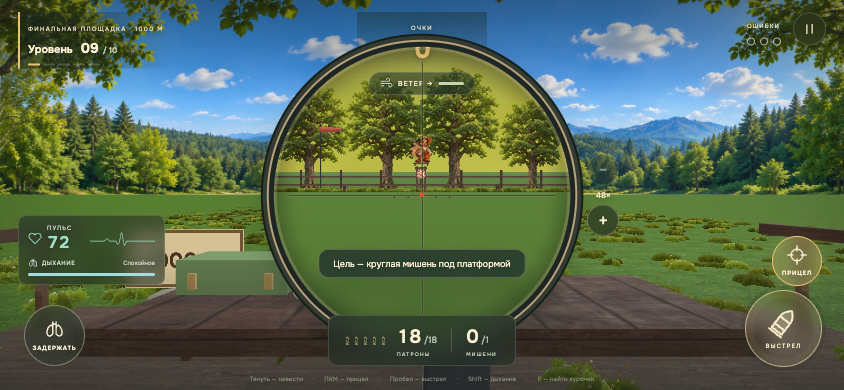 ФИНАЛЬНАЯ ПЛОЩАДКА · 1000 М
Уровень 09 / 10
ОЧКИ
0
ОШИБКИ
ВЕТЕР →
48×
+
ПУЛЬС
72
ДЫХАНИЕ Спокойное
Цель — круглая мишень под платформой
ПРИЦЕЛ
ЗАДЕРЖАТЬ
18 /18
ПАТРОНЫ
0 /1
МИШЕНИ
ВЫСТРЕЛ
Тянуть — навести · ПКМ — прицел · Пробел — выстрел · Shift — дыхание · F — найти курочек